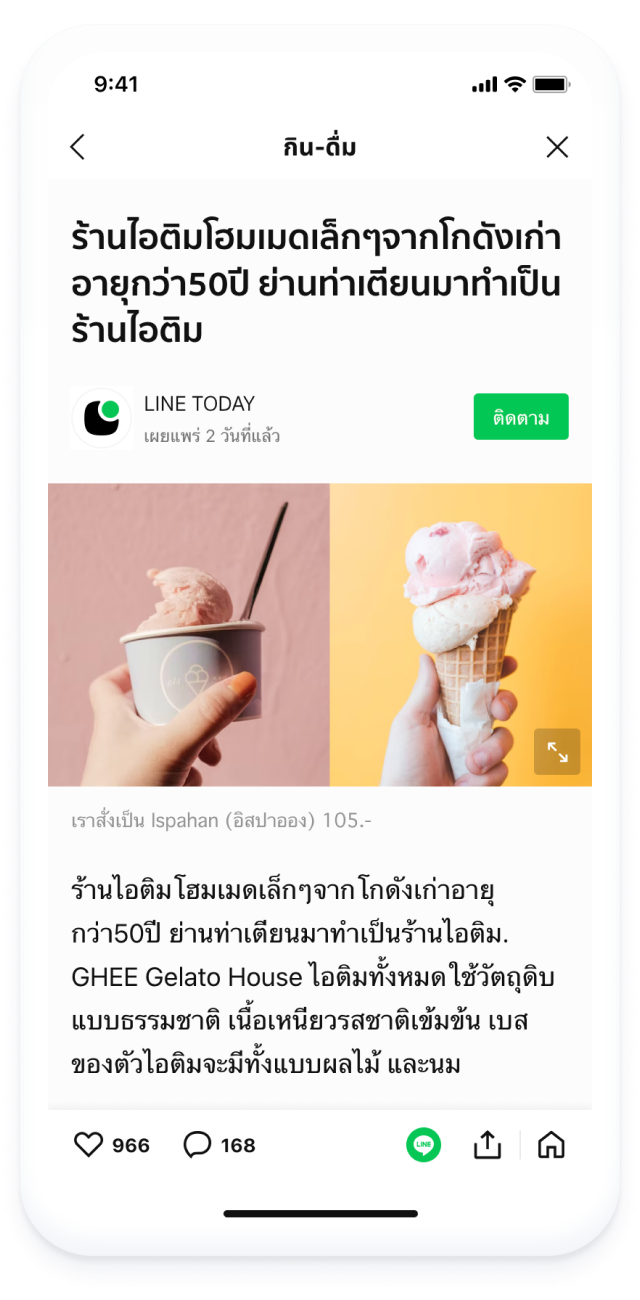 9:41
กิน-ดื่ม
ร้านไอติมโฮมเมดเล็กๆจากโกดังเก่า
อายุกว่า50ปี ย่านท่าเตียนมาทำเป็น
ร้านไอติม
LINE TODAY
เผยแพร่ 2 วันที่แล้ว
ติดตาม
เราสั่งเป็น Ispahan (อิสปาออง) 105.-
ร้านไอติมโฮมเมดเล็กๆจากโกดังเก่าอายุ
กว่า50ปี ย่านท่าเตียนมาทำเป็นร้านไอติม.
GHEE Gelato House ไอติมทั้งหมดใช้วัตถุดิบ
แบบธรรมชาติ เนื้อเหนียวรสชาติเข้มข้น เบส
ของตัวไอติมจะมีทั้งแบบผลไม้ และนม
966
168
LINE